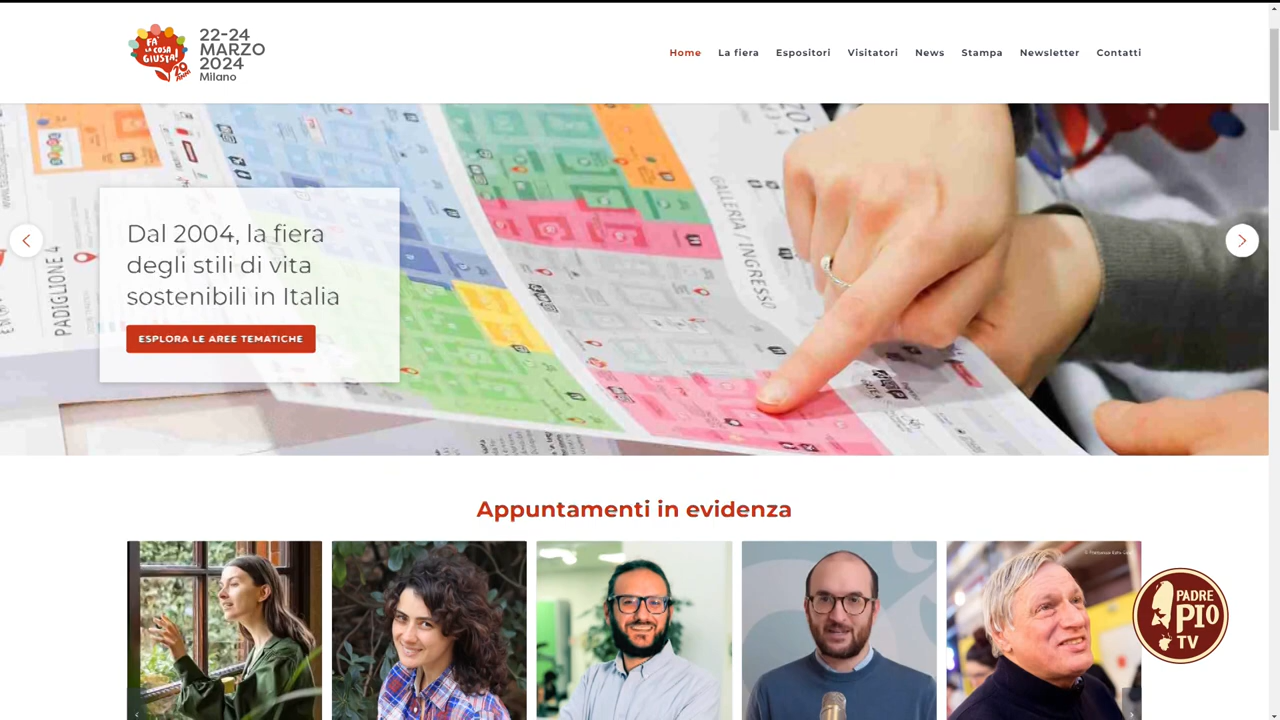 FA'
LA COSA
GIUSTA!
20
ANNI
22-24
MARZO
2024
Milano
Home
La fiera
Espositori
Visitatori
News
Stampa
Newsletter
Contatti
PADIGLIONE 4
GALLERIA / INGRESSO
Dal 2004, la fiera
degli stili di vita
sostenibili in Italia
ESPLORA LE AREE TEMATICHE
Appuntamenti in evidenza
PADRE
PIO
TV